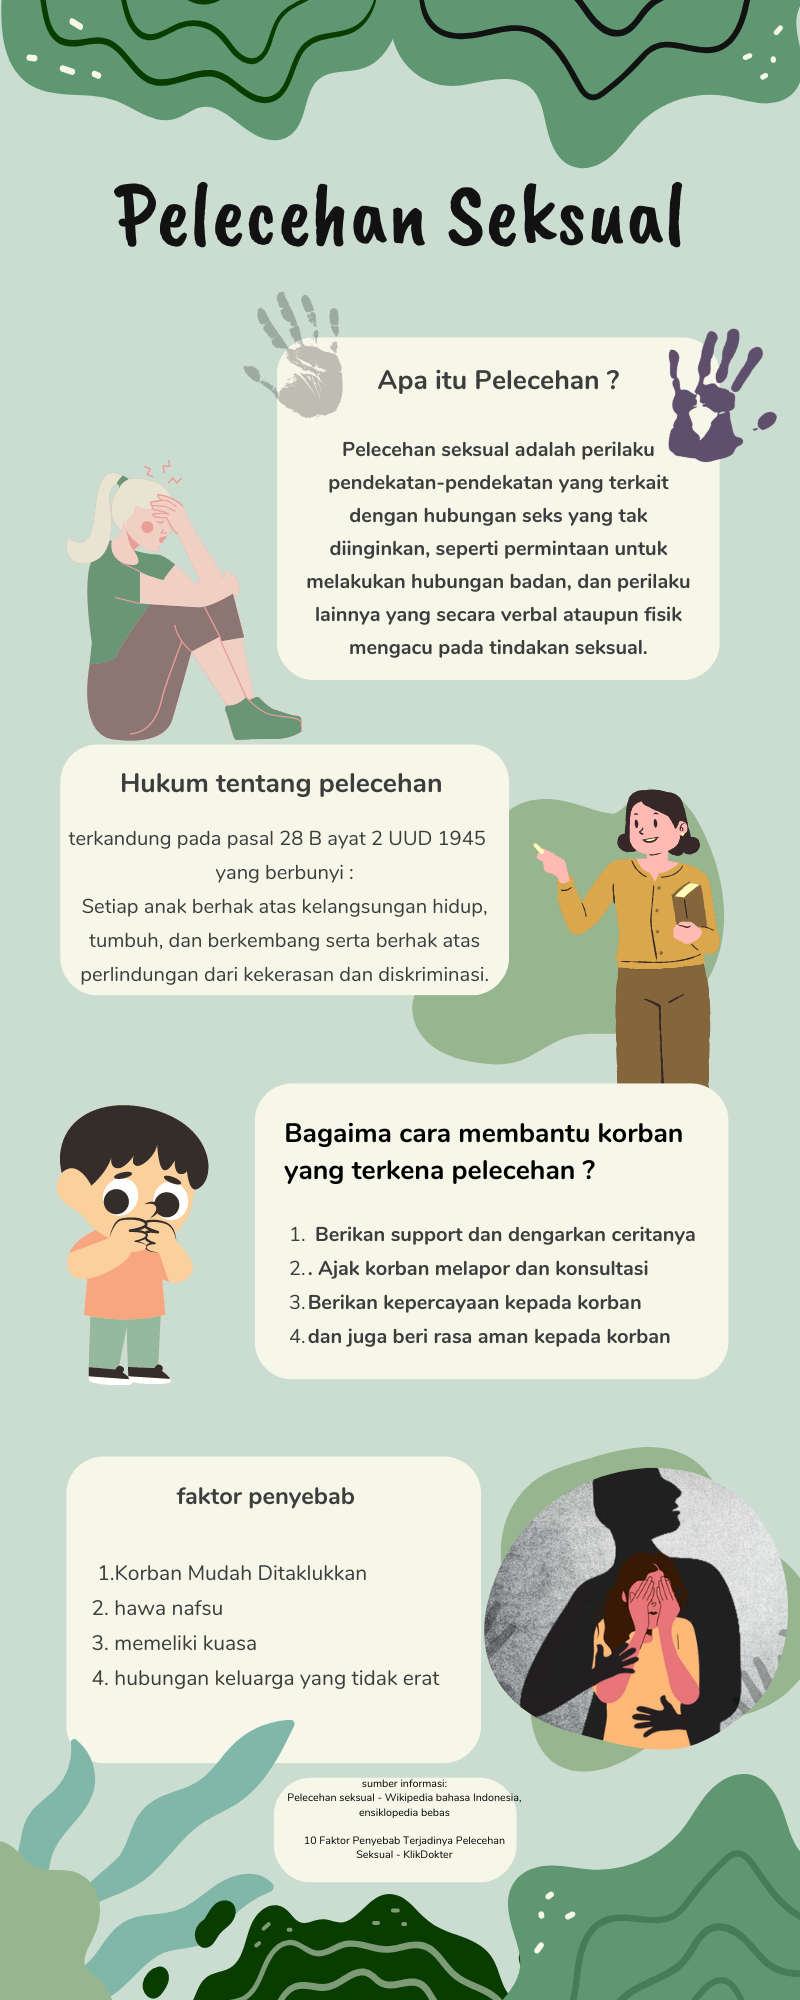 Pelecehan Seksual
Apa itu Pelecehan ?
Pelecehan seksual adalah perilaku
pendekatan-pendekatan yang terkait
dengan hubungan seks yang tak
diinginkan, seperti permintaan untuk
melakukan hubungan badan, dan perilaku
lainnya yang secara verbal ataupun fisik
mengacu pada tindakan seksual.
Hukum tentang pelecehan
terkandung pada pasal 28 B ayat 2 UUD 1945
yang berbunyi :
Setiap anak berhak atas kelangsungan hidup,
tumbuh, dan berkembang serta berhak atas
perlindungan dari kekerasan dan diskriminasi.
Bagaima cara membantu korban
yang terkena pelecehan ?
1. Berikan support dan dengarkan ceritanya
2. . Ajak korban melapor dan konsultasi
3. Berikan kepercayaan kepada korban
4. dan juga beri rasa aman kepada korban
faktor penyebab
1.Korban Mudah Ditaklukkan
2. hawa nafsu
3. memeliki kuasa
4. hubungan keluarga yang tidak erat
sumber informasi:
Pelecehan seksual - Wikipedia bahasa Indonesia,
ensiklopedia bebas
10 Faktor Penyebab Terjadinya Pelecehan
Seksual - KlikDokter